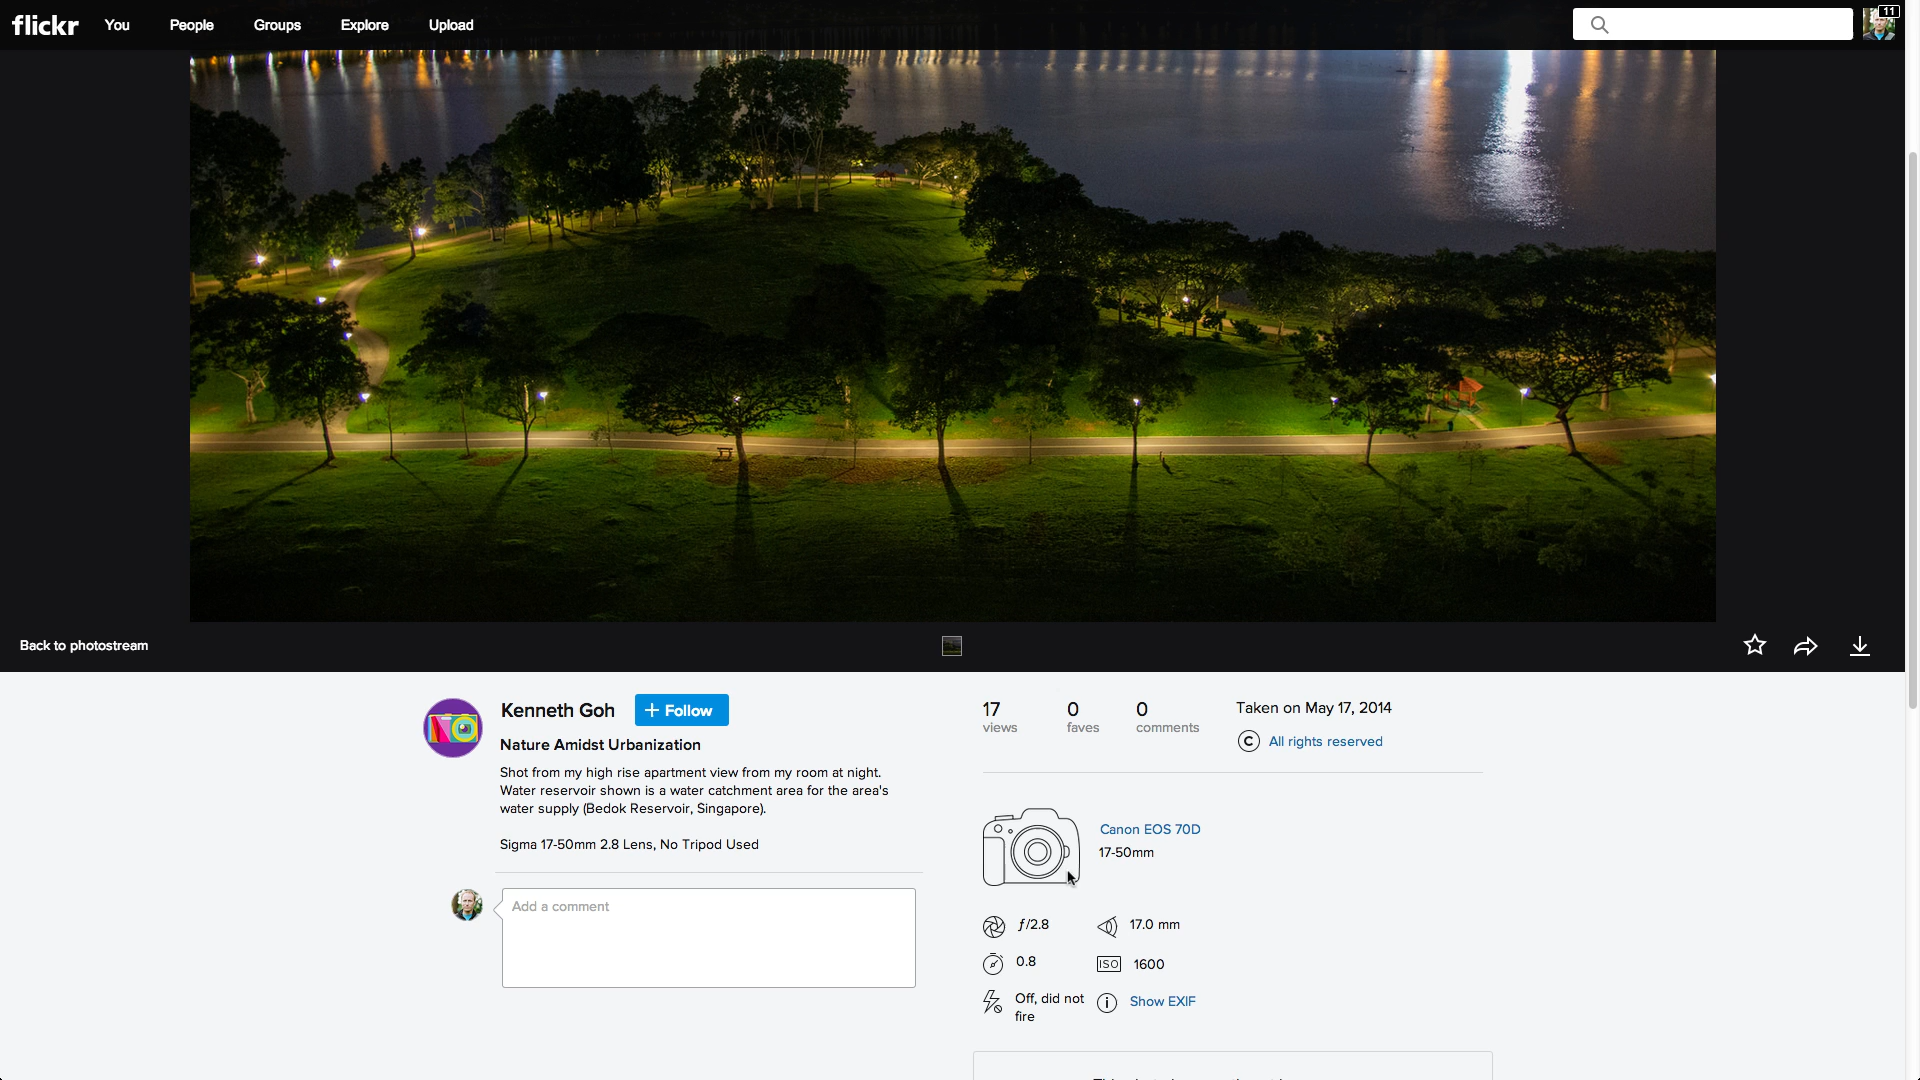 flickr You People Groups Explore Upload
11
Back to photostream
Kenneth Goh
+ Follow
Nature Amidst Urbanization
Shot from my high rise apartment view from my room at night.
Water reservoir shown is a water catchment area for the area's
water supply (Bedok Reservoir, Singapore).
Sigma 17-50mm 2.8 Lens, No Tripod Used
Add a comment
17 0 0
views faves comments
Taken on May 17, 2014
C All rights reserved
Canon EOS 70D
17-50mm
ƒ/2.8 17.0 mm
0.8 ISO 1600
Off, did not
fire
i Show EXIF